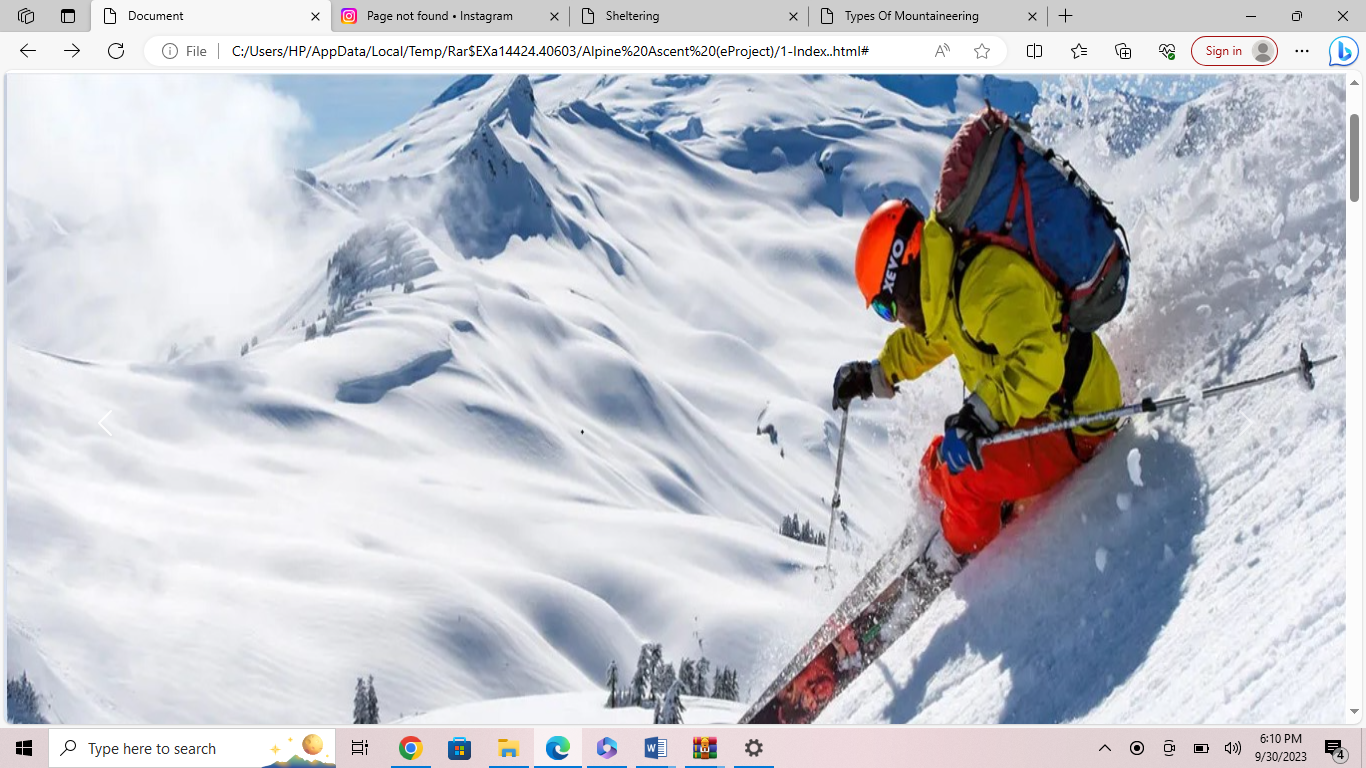 Document
Page not found • Instagram
Sheltering
Types Of Mountaineering
File
C:/Users/HP/AppData/Local/Temp/Rar$EXa14424.40603/Alpine%20Ascent%20(eProject)/1-Index..html#
Sign in
XEVO
Type here to search
6:10 PM
9/30/2023
4